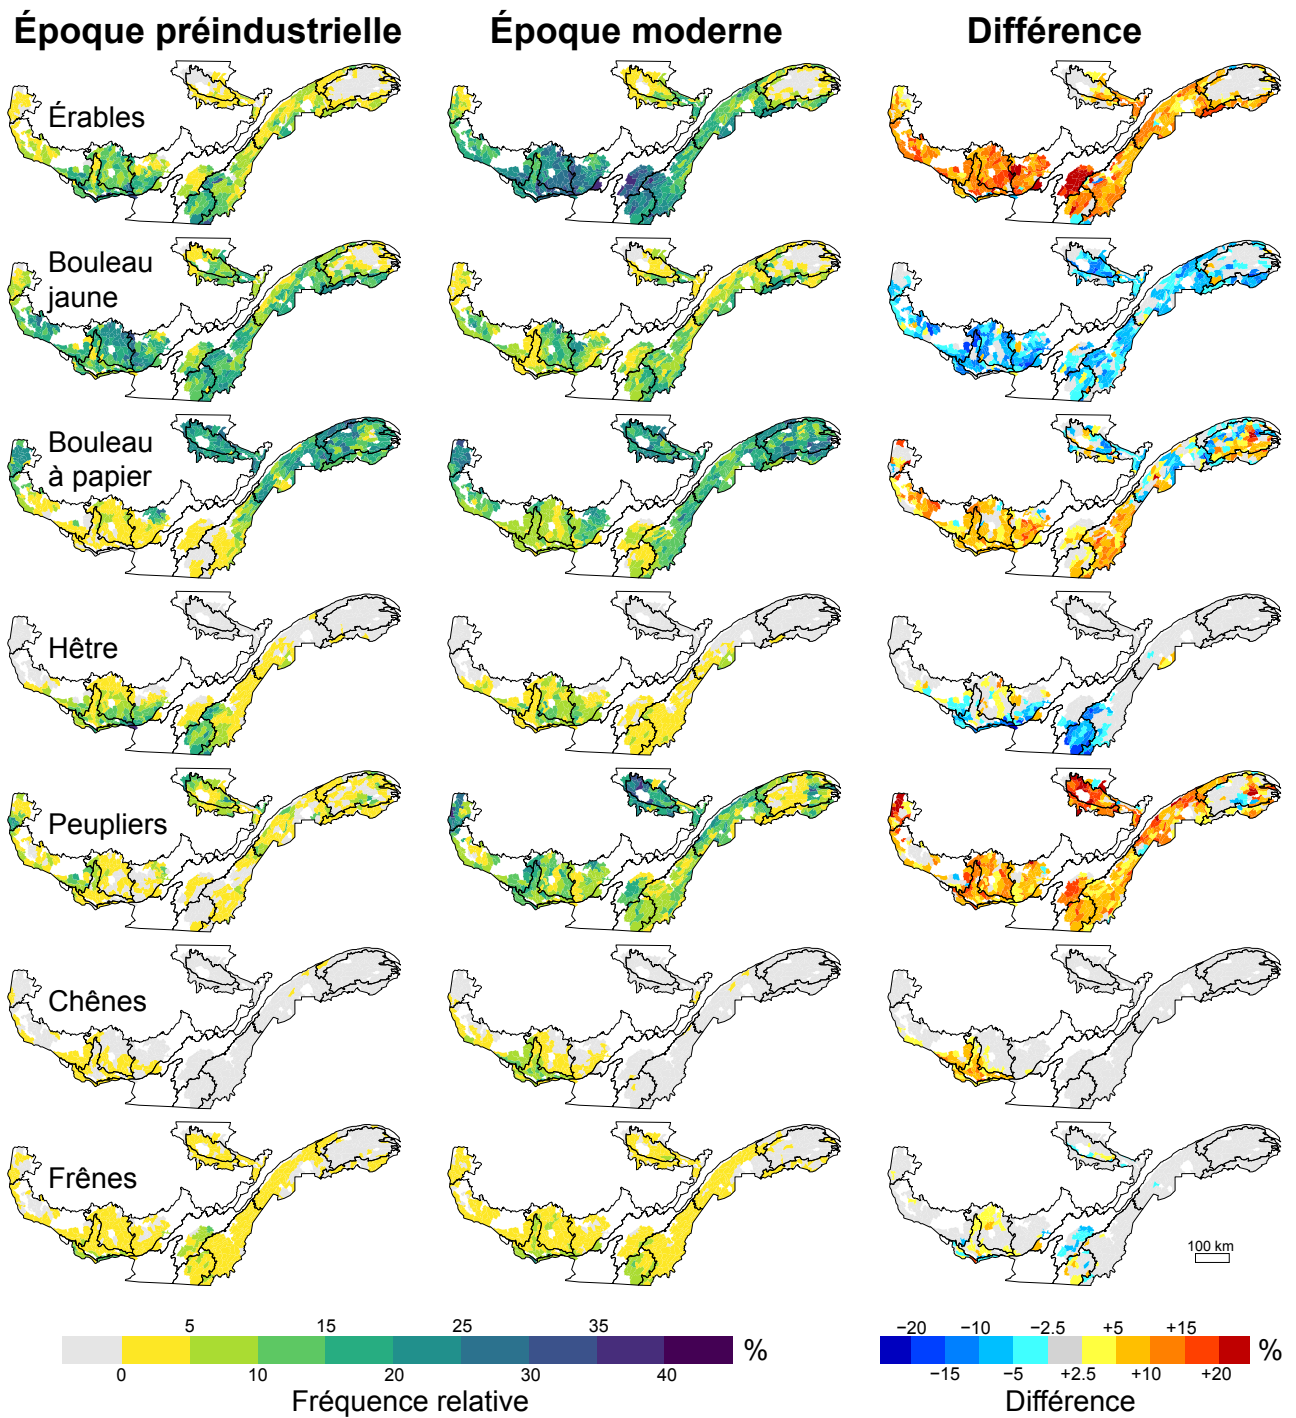 Époque préindustrielle
Époque moderne
Différence
Érables
Bouleau
jaune
Bouleau
à papier
Hêtre
Peupliers
Chênes
Frênes
100 km
5 15 25 35
%
0 10 20 30 40
Fréquence relative
−20 −10 −2.5 +5 +15
%
−15 −5 +2.5 +10 +20
Différence